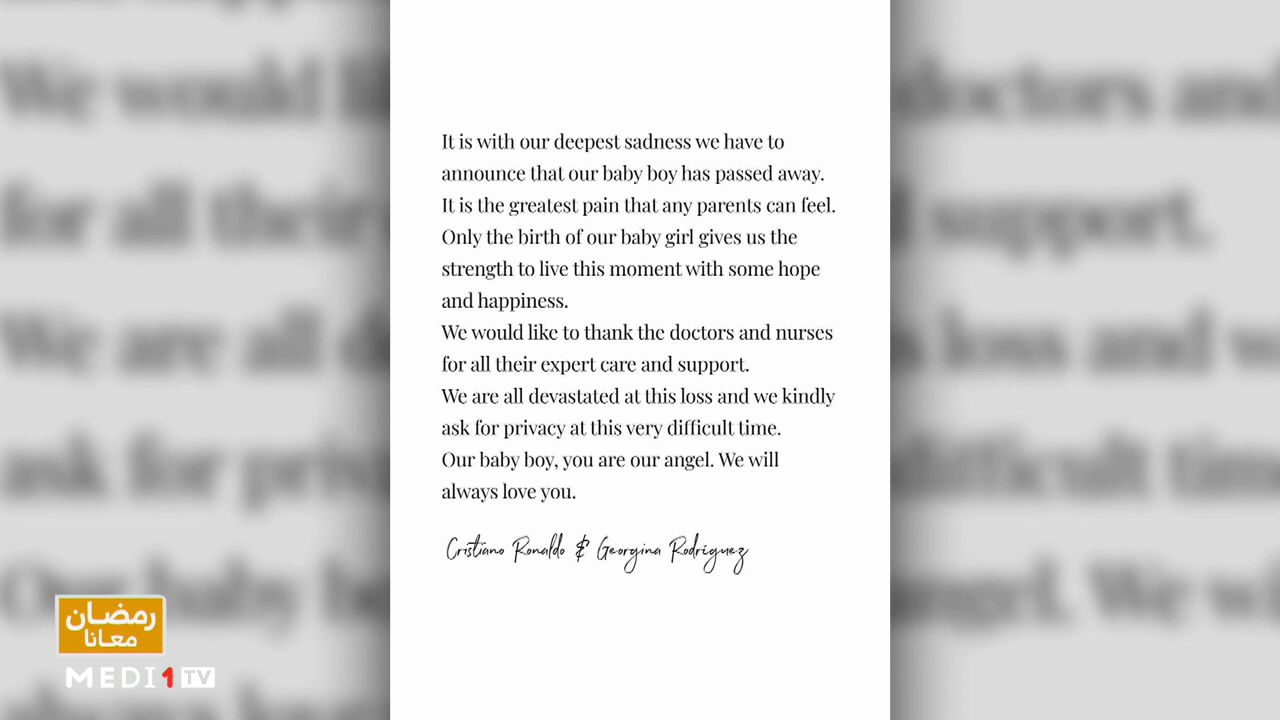 It is with our deepest sadness we have to
announce that our baby boy has passed away.
It is the greatest pain that any parents can feel.
Only the birth of our baby girl gives us the
strength to live this moment with some hope
and happiness.
We would like to thank the doctors and nurses
for all their expert care and support.
We are all devastated at this loss and we kindly
ask for privacy at this very difficult time.
Our baby boy, you are our angel. We will
always love you.
Cristiano Ronaldo & Georgina Rodríguez
رمضان
معانا
MEDI1TV